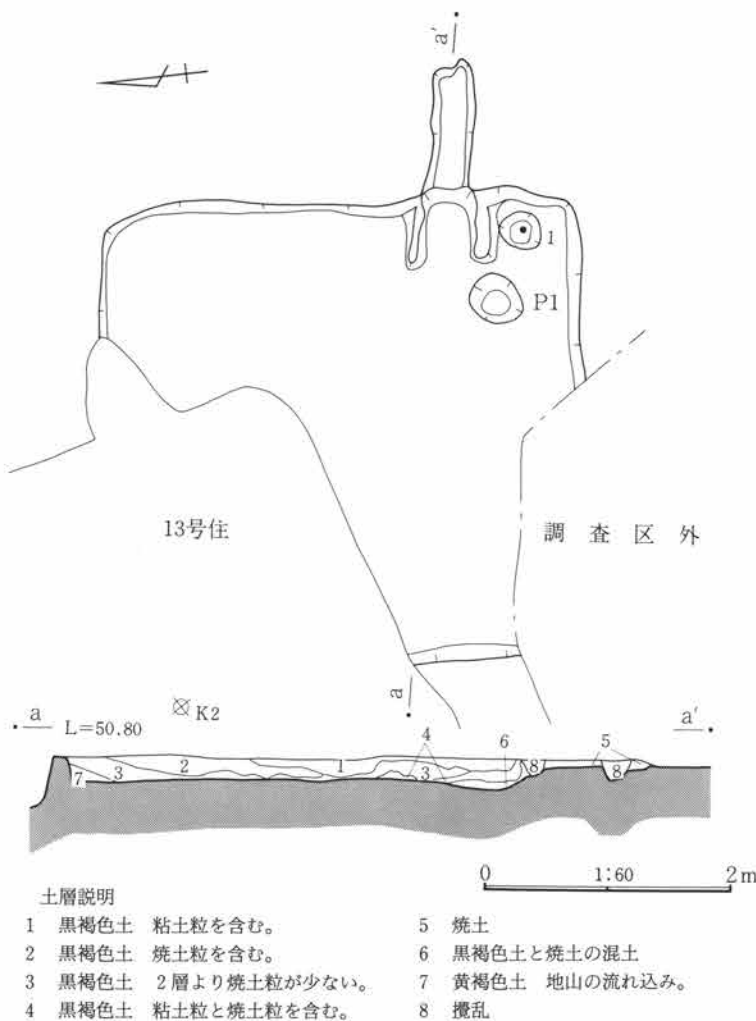 a'
1
P1
13号住
調査区外
a
K2
a L=50.80 a'
4 6 5
7 3 2 1 3 8 8
0 1:60 2m
土層説明
1 黒褐色土 粘土粒を含む。
2 黒褐色土 焼土粒を含む。
3 黒褐色土 2層より焼土粒が少ない。
4 黒褐色土 粘土粒と焼土粒を含む。
5 焼土
6 黒褐色土と焼土の混土
7 黄褐色土 地山の流れ込み。
8 攪乱